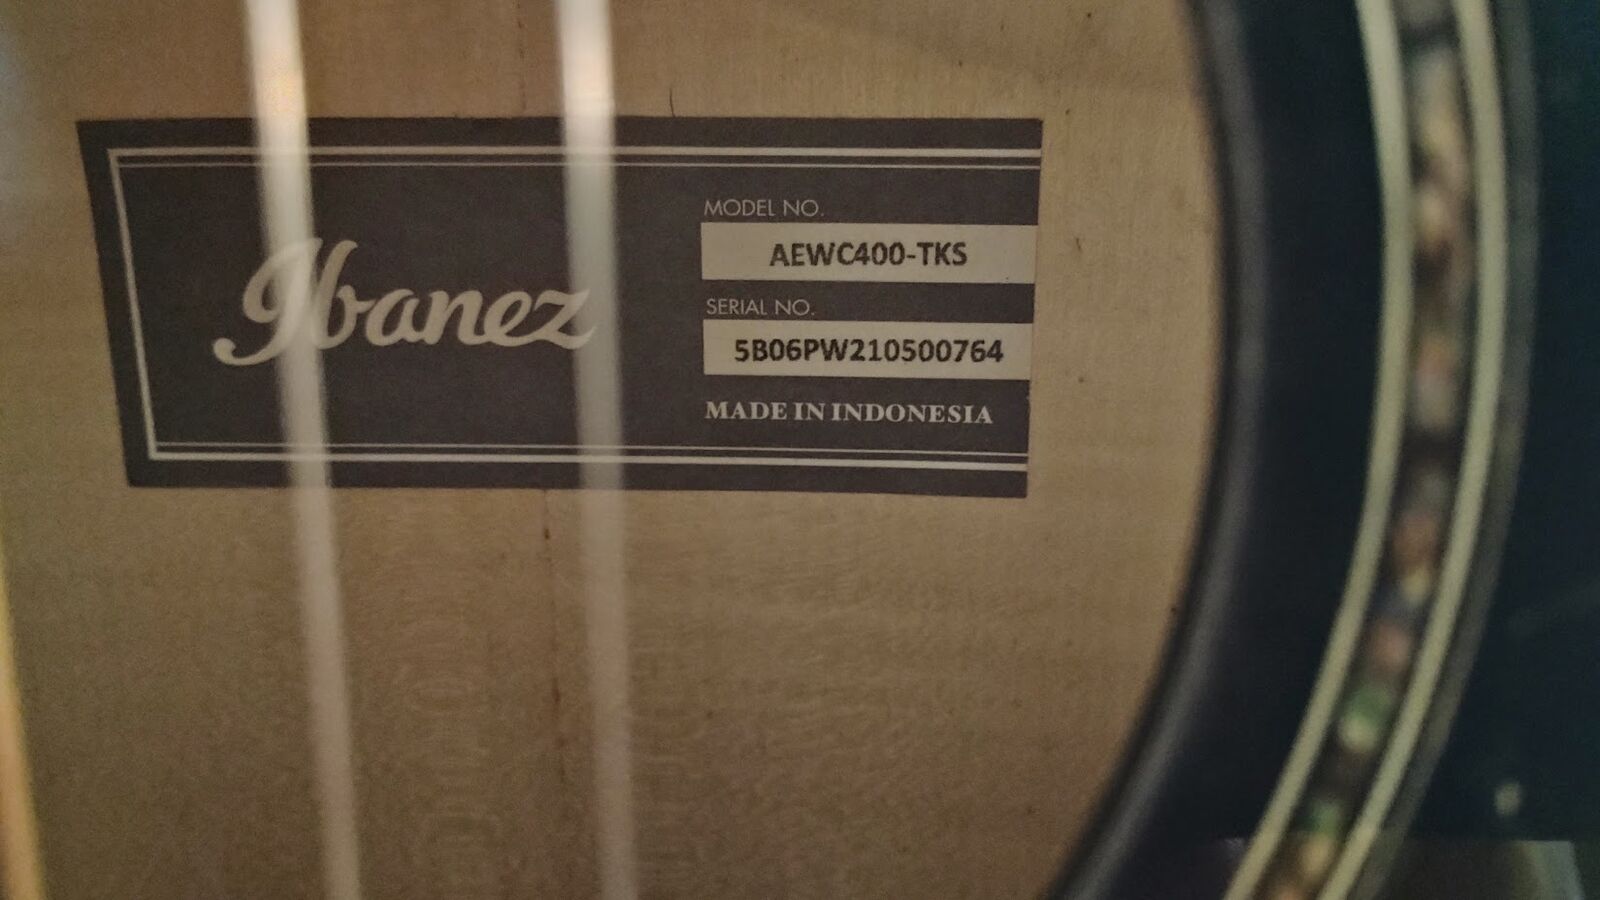 Ibanez
MODEL NO.
AEWC400-TKS
SERIAL NO.
5B06PW210500764
MADE IN INDONESIA